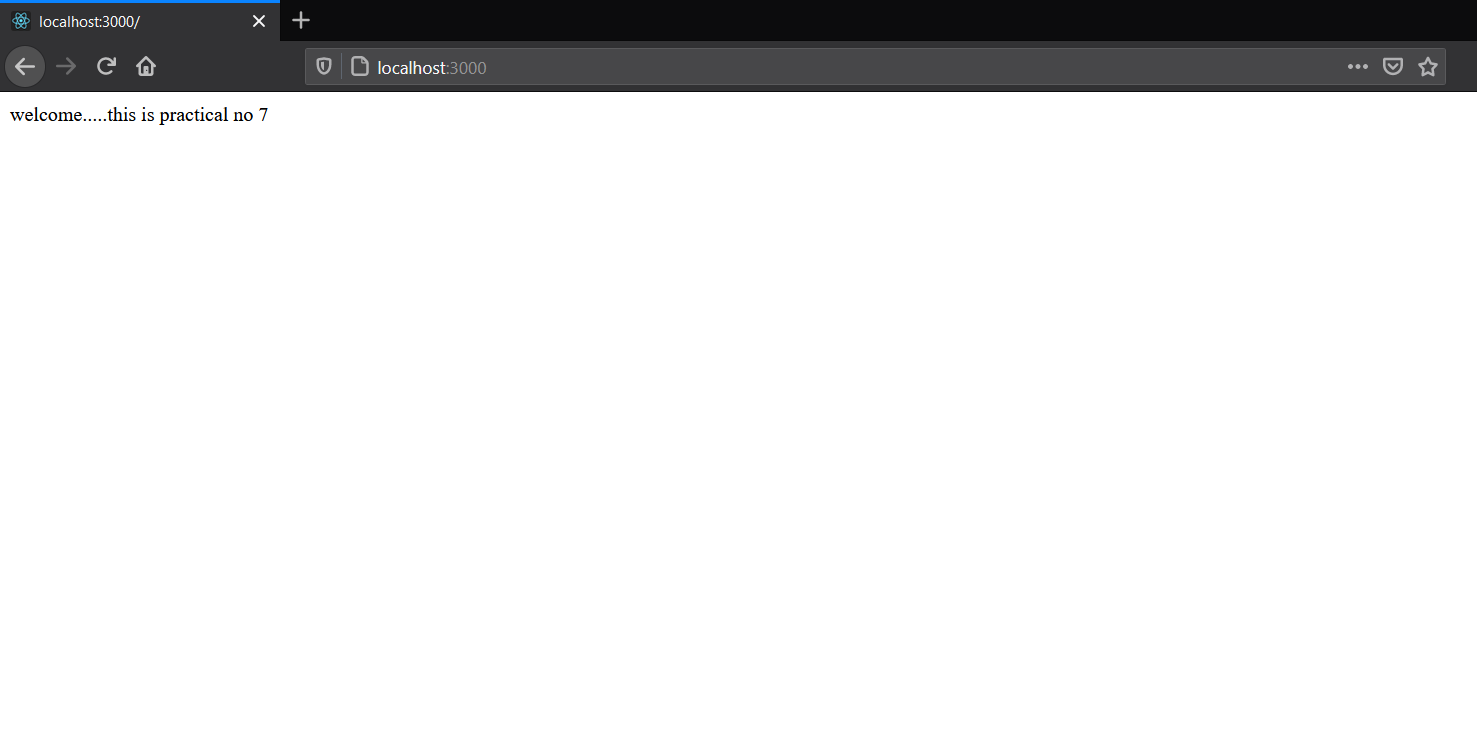 localhost:3000/
localhost:3000
welcome.....this is practical no 7